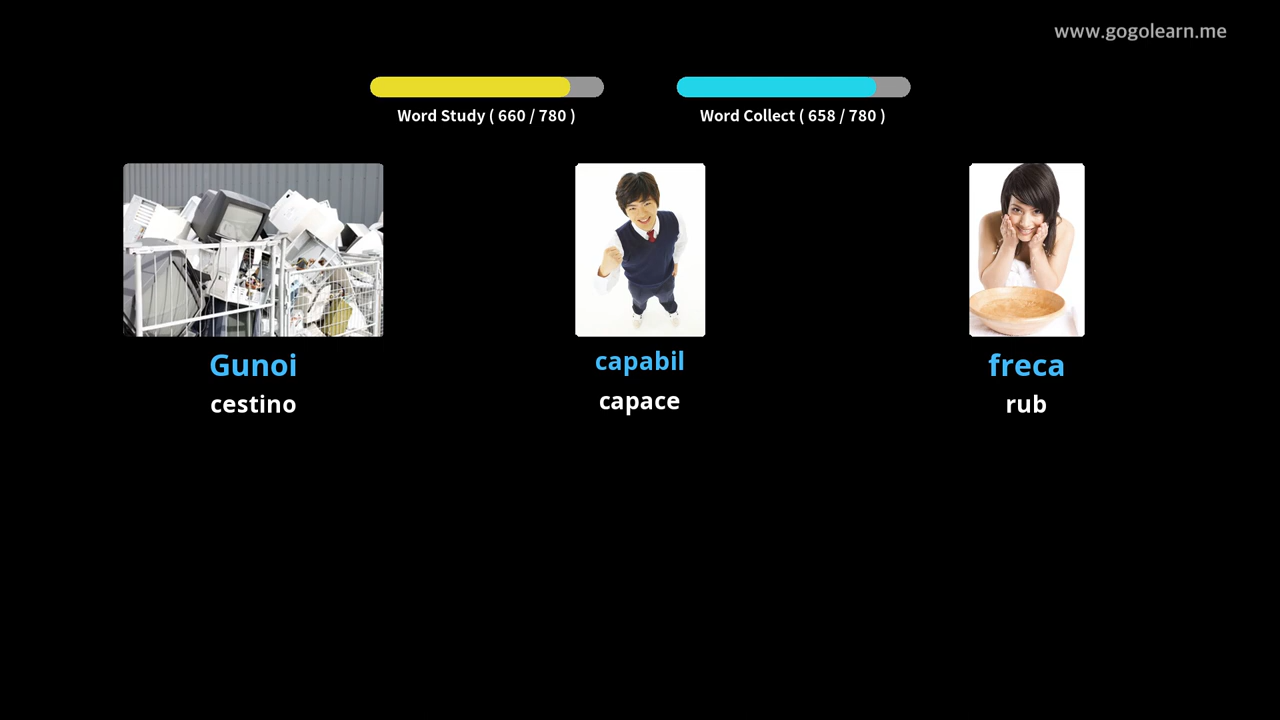 www.gogolearn.me
Word Study ( 660 / 780 )
Word Collect ( 658 / 780 )
Gunoi
cestino
capabil
capace
freca
rub